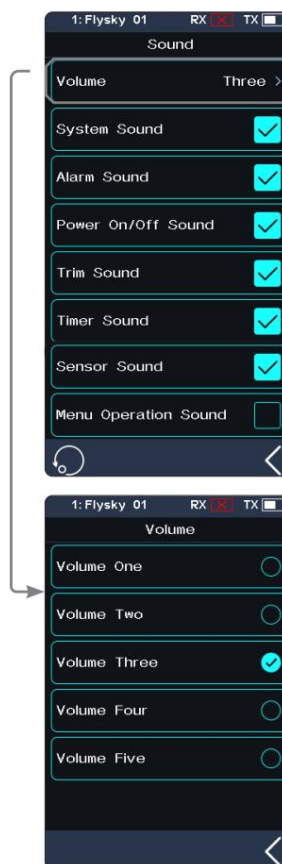 1: Flysky 01 RX TX
Sound
Volume Three >
System Sound
Alarm Sound
Power On/Off Sound
Trim Sound
Timer Sound
Sensor Sound
Menu Operation Sound
1: Flysky 01 RX TX
Volume
Volume One
Volume Two
Volume Three
Volume Four
Volume Five